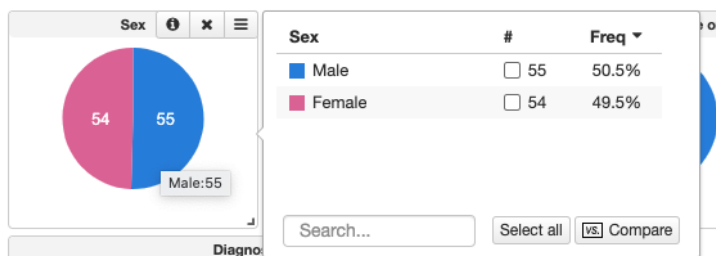 Sex
54
55
Male:55
Sex # Freq
Male 55 50.5%
Female 54 49.5%
Search...
Select all
vs. Compare